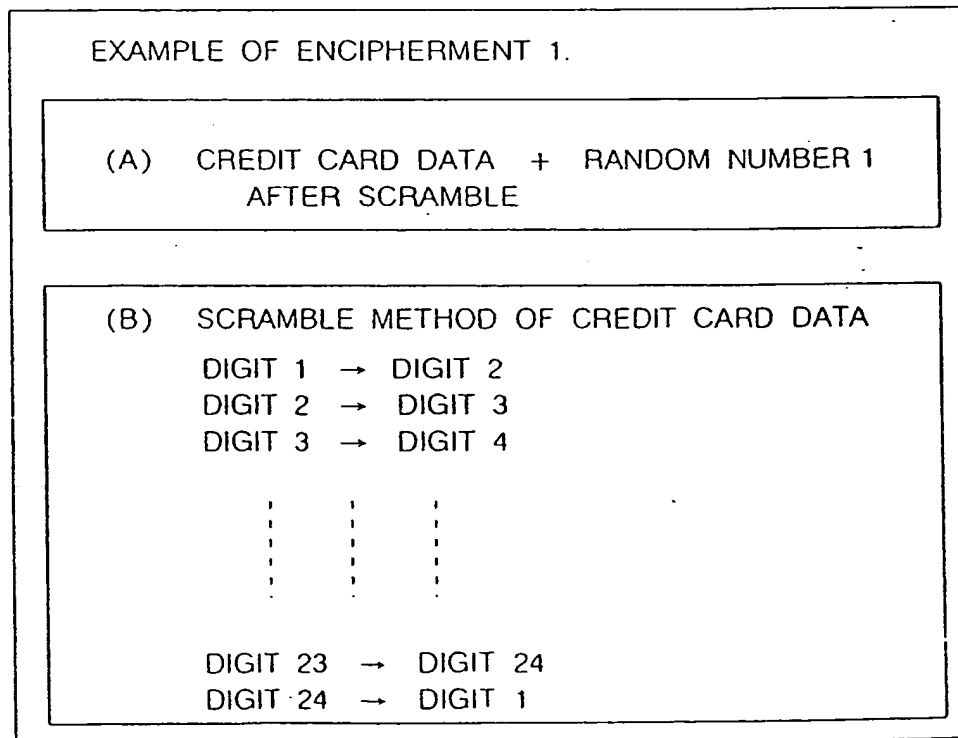 EXAMPLE OF ENCIPHERMENT 1.
(A) CREDIT CARD DATA + RANDOM NUMBER 1
AFTER SCRAMBLE
(B) SCRAMBLE METHOD OF CREDIT CARD DATA
DIGIT 1 → DIGIT 2
DIGIT 2 → DIGIT 3
DIGIT 3 → DIGIT 4
DIGIT 23 → DIGIT 24
DIGIT 24 → DIGIT 1